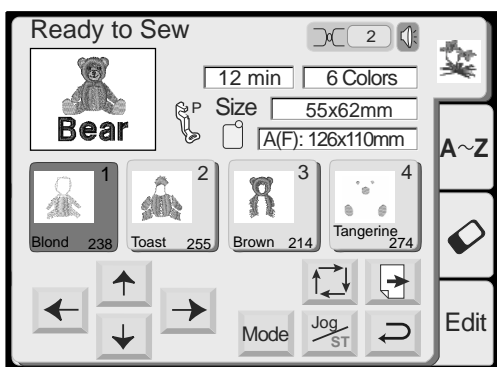 Ready to Sew
2
12 min
6 Colors
P
Size
55x62mm
A(F): 126x110mm
Bear
1
Blond 238
2
Toast 255
3
Brown 214
4
Tangerine
274
Mode
Jog
ST
A~Z
Edit